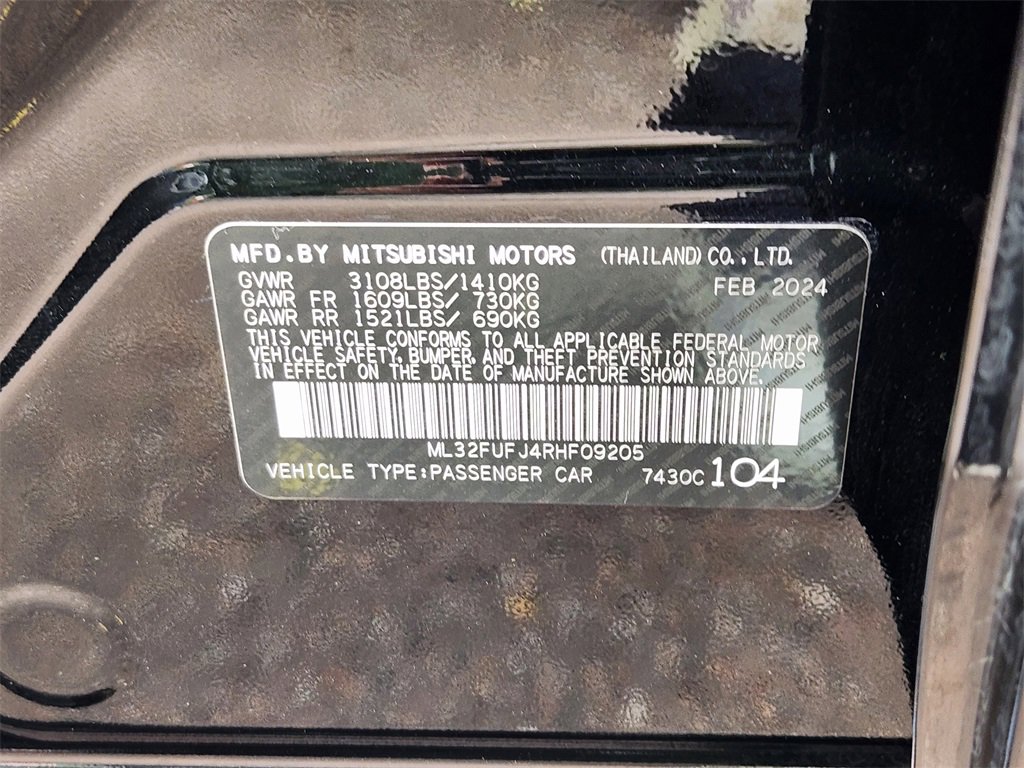 MFD.BY MITSUBISHI MOTORS (THAILAND) CO.,LTD.
GVWR 3108LBS/1410KG FEB 2024
GAWR FR 1609LBS/ 730KG
GAWR RR 1521LBS/ 690KG
THIS VEHICLE CONFORMS TO ALL APPLICABLE FEDERAL MOTOR
VEHICLE SAFETY, BUMPER, AND THEFT PREVENTION STANDARDS
IN EFFECT ON THE DATE OF MANUFACTURE SHOWN ABOVE.
ML32FUFJ4RHF09205
VEHICLE TYPE:PASSENGER CAR 7430C 104